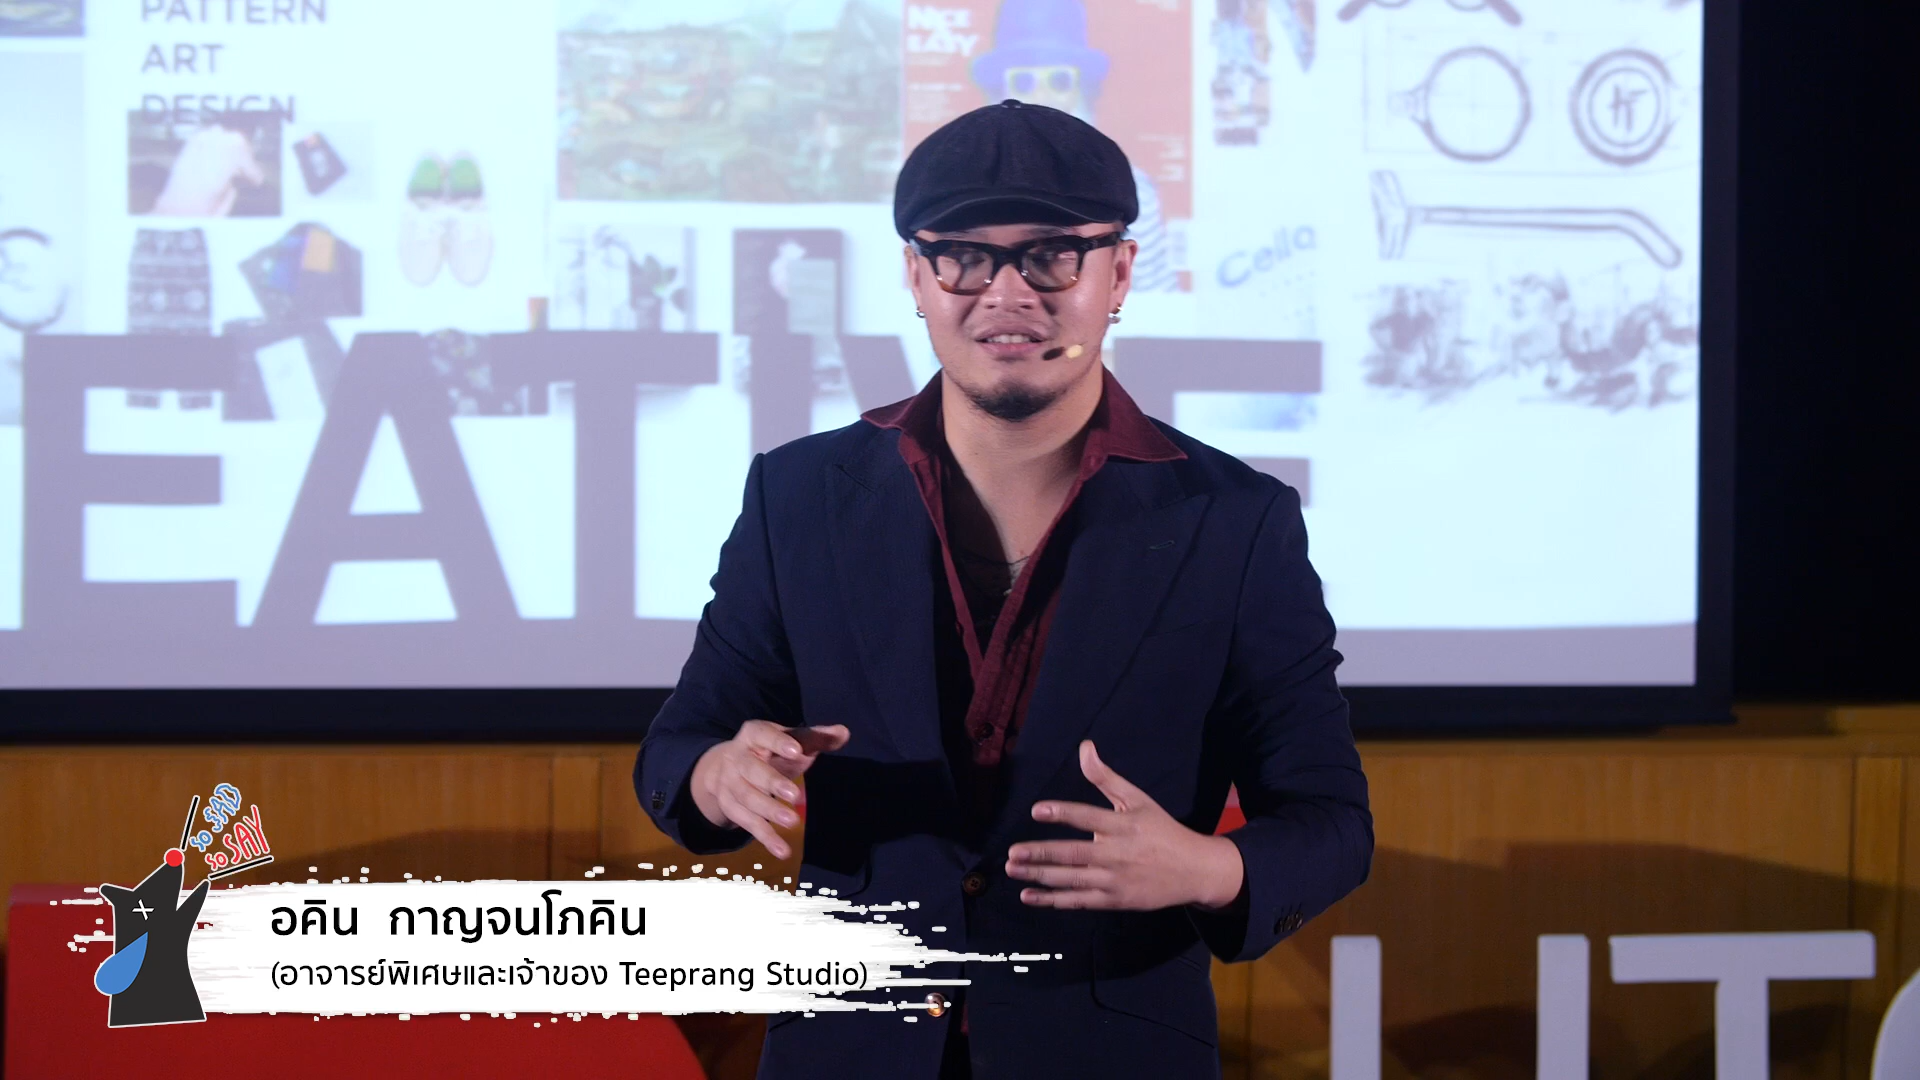 PATTERN
ART
DESIGN
NICE
EASY
EATIVE
SO SAD
SO SAY
อคิน กาญจนโภคิน
(อาจารย์พิเศษและเจ้าของ Teeprang Studio)
UT